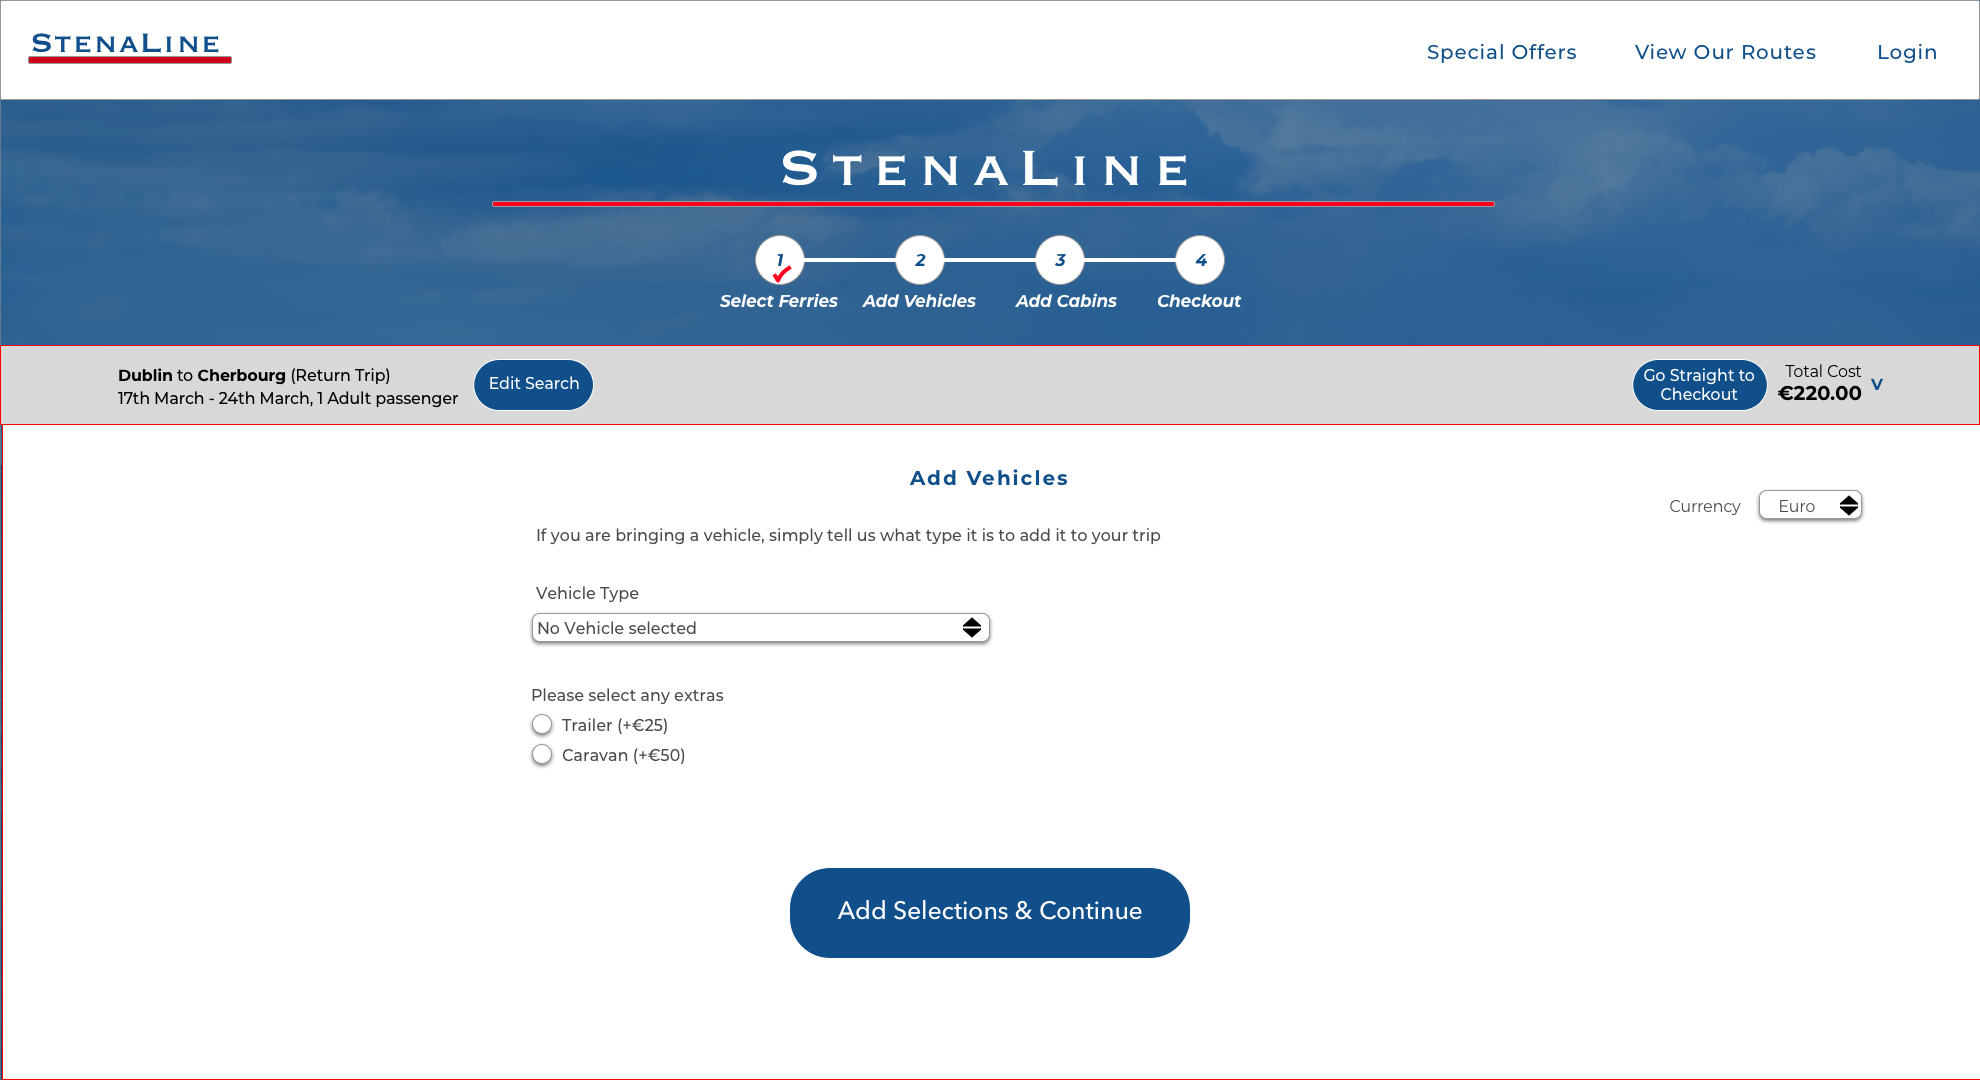 STENALINE
Special Offers View Our Routes Login
STENALINE
1 2 3 4
Select Ferries Add Vehicles Add Cabins Checkout
Dublin to Cherbourg (Return Trip)
17th March - 24th March, 1 Adult passenger
Edit Search
Go Straight to
Checkout
Total Cost
€220.00 V
Add Vehicles
Currency Euro
If you are bringing a vehicle, simply tell us what type it is to add it to your trip
Vehicle Type
No Vehicle selected
Please select any extras
Trailer (+€25)
Caravan (+€50)
Add Selections & Continue